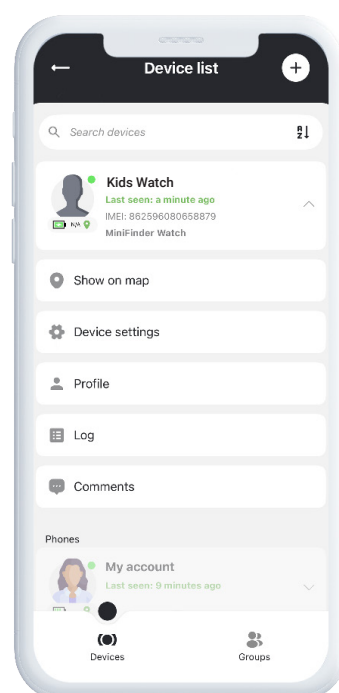 Device list
Search devices
Kids Watch
Last seen: a minute ago
IMEI: 862596080658879
N/A
MiniFinder Watch
Show on map
Device settings
Profile
Log
Comments
Phones
My account
Last seen: 9 minutes ago
Devices
Groups